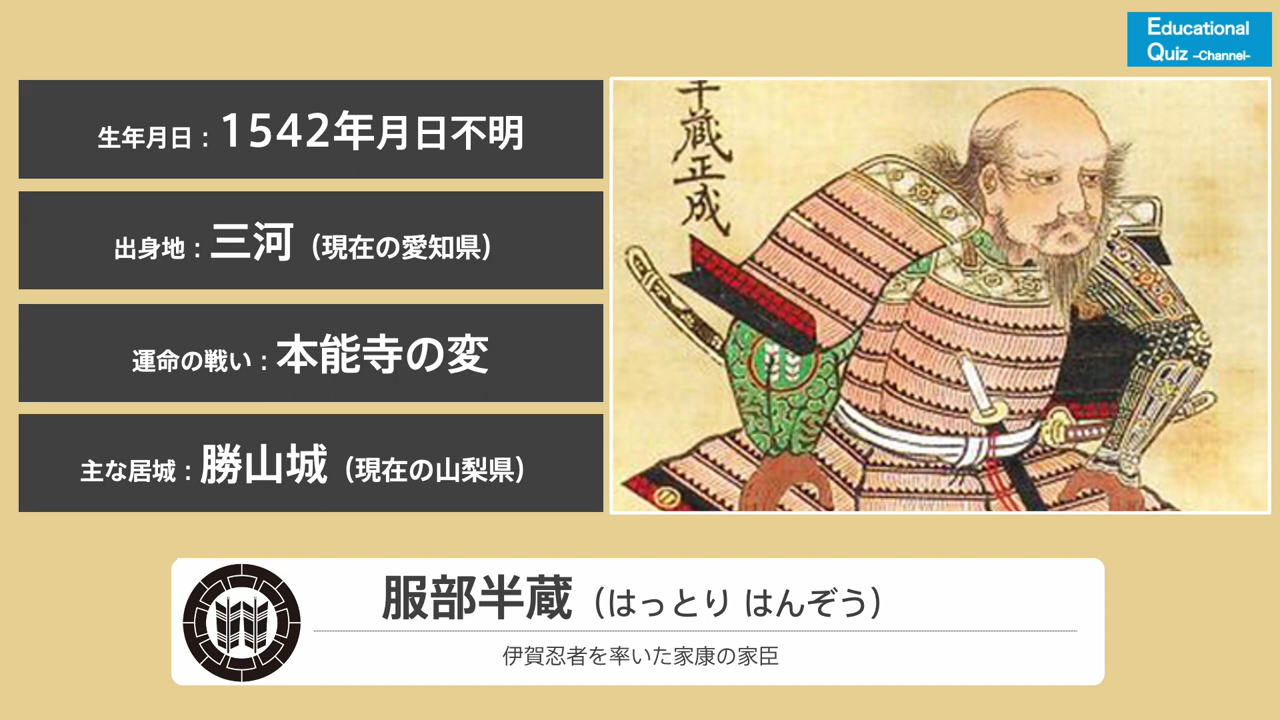 Educational
Quiz -Channel-
生年月日：1542年月日不明
出身地：三河（現在の愛知県）
運命の戦い：本能寺の変
主な居城：勝山城（現在の山梨県）
半蔵正成
服部半蔵（はっとり はんぞう）
伊賀忍者を率いた家康の家臣